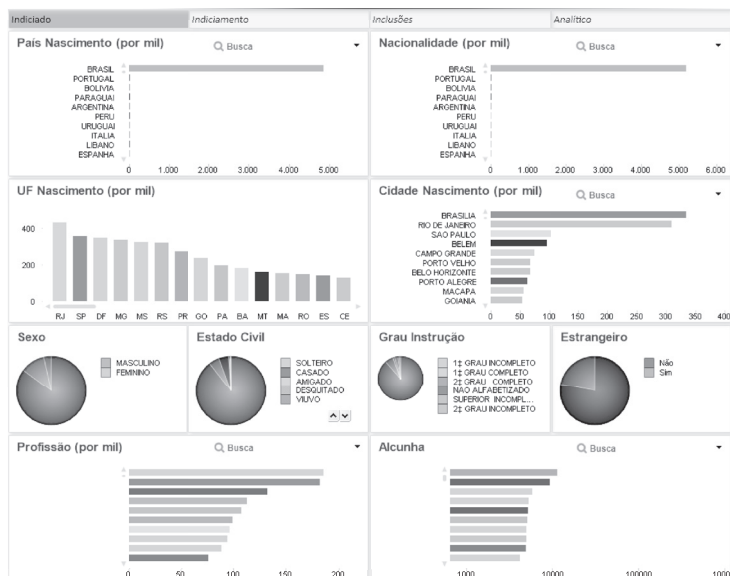 Indiciado Indiciamento Inclusões Analítico
País Nascimento (por mil) Busca
BRASIL
PORTUGAL
BOLIVIA
PARAGUAI
ARGENTINA
PERU
URUGUAI
ITALIA
LIBANO
ESPANHA
0 1.000 2.000 3.000 4.000 5.000
Nacionalidade (por mil) Busca
BRASIL
PORTUGAL
BOLIVIA
PARAGUAI
ARGENTINA
PERU
URUGUAI
ITALIA
LIBANO
ESPANHA
0 1.000 2.000 3.000 4.000 5.000 6.000
UF Nascimento (por mil)
400
200
0
RJ SP DF MG MS RS PR GO PA BA MT MA RO ES CE
Cidade Nascimento (por mil) Busca
BRASILIA
RIO DE JANEIRO
SAO PAULO
BELEM
CAMPO GRANDE
PORTO VELHO
BELO HORIZONTE
PORTO ALEGRE
MACAPA
GOIANIA
0 50 100 150 200 250 300 350 400
Sexo
MASCULINO
FEMININO
Estado Civil
SOLTEIRO
CASADO
AMIGADO
DESQUITADO
VIUVO
Grau Instrução
1‡ GRAU INCOMPLETO
1‡ GRAU COMPLETO
2‡ GRAU COMPLETO
NAO ALFABETIZADO
SUPERIOR INCOMPL...
2‡ GRAU INCOMPLETO
Estrangeiro
Não
Sim
Profissão (por mil) Busca
0 50 100 150 200
Alcunha Busca
1000 10000 100000